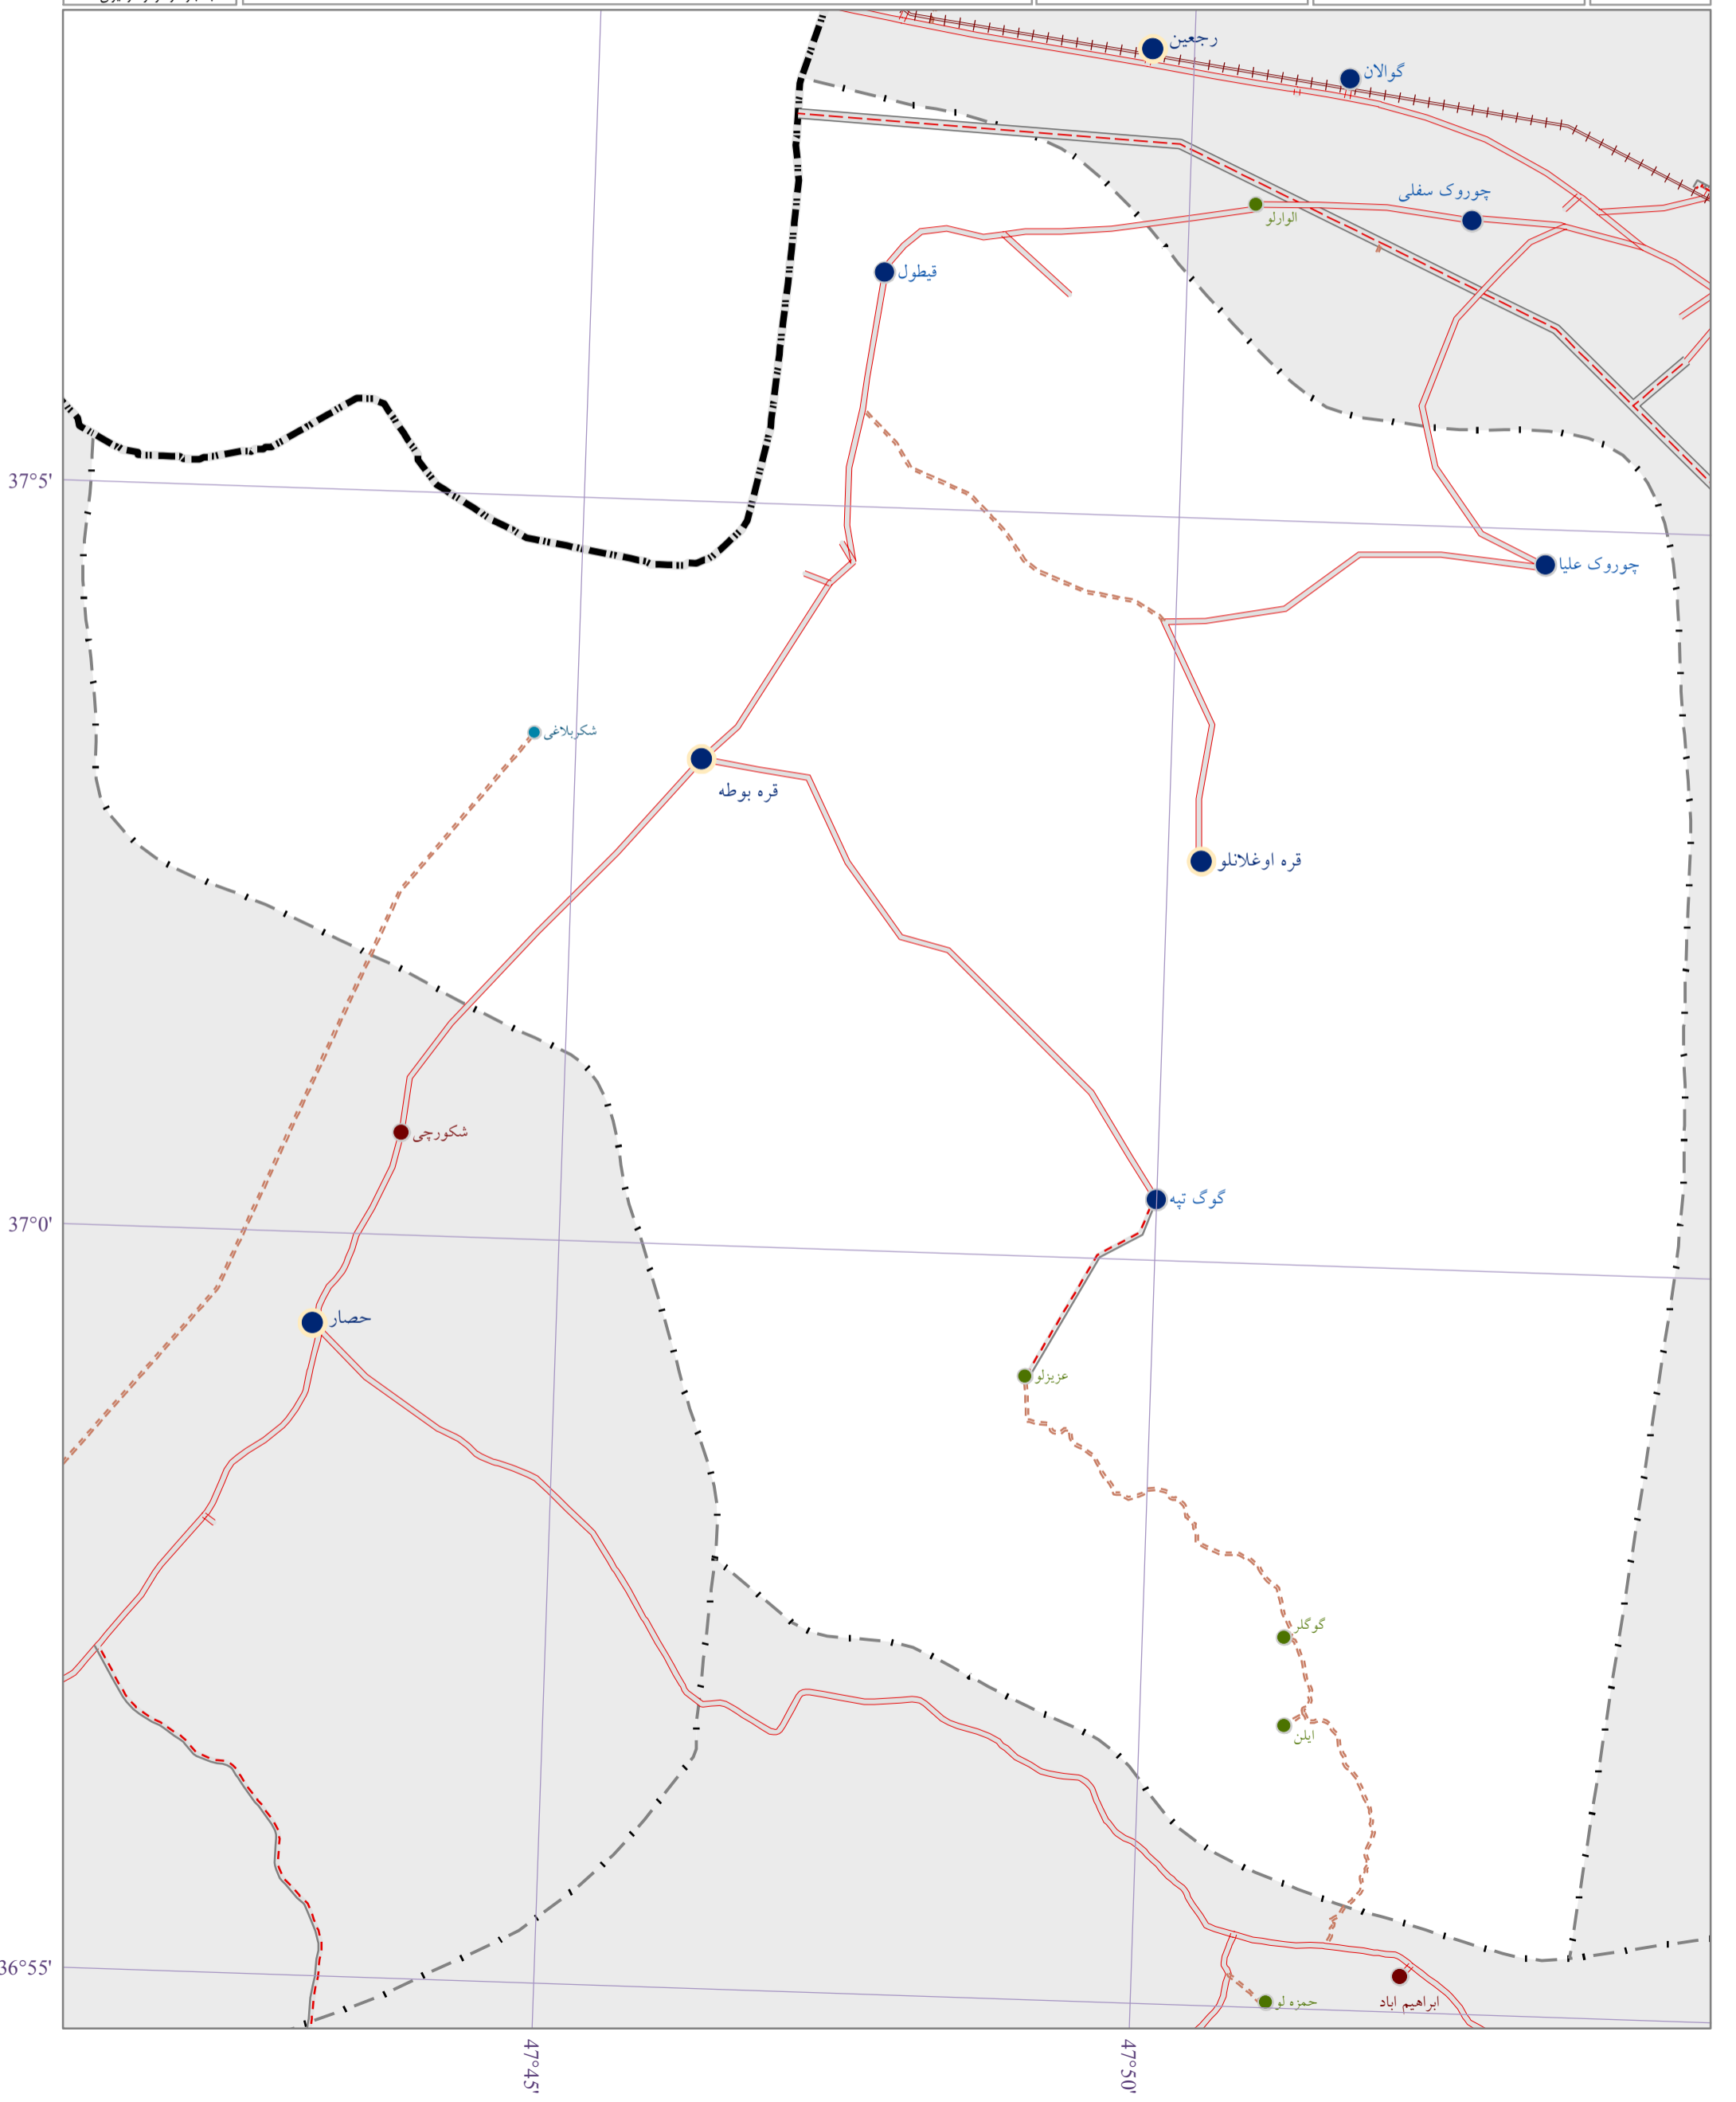 رجعین
گوالان
چوروک سفلی
الوارلو
قیطول
37°5'
چوروک علیا
شکربلاغی
قره بوطه
قره اوغلانلو
شکورچی
گوگ تپه
37°0'
حصار
عزیزلو
گوگلر
ایلن
36°55'
ابراهیم اباد
حمزه لو
47°45'
47°50'